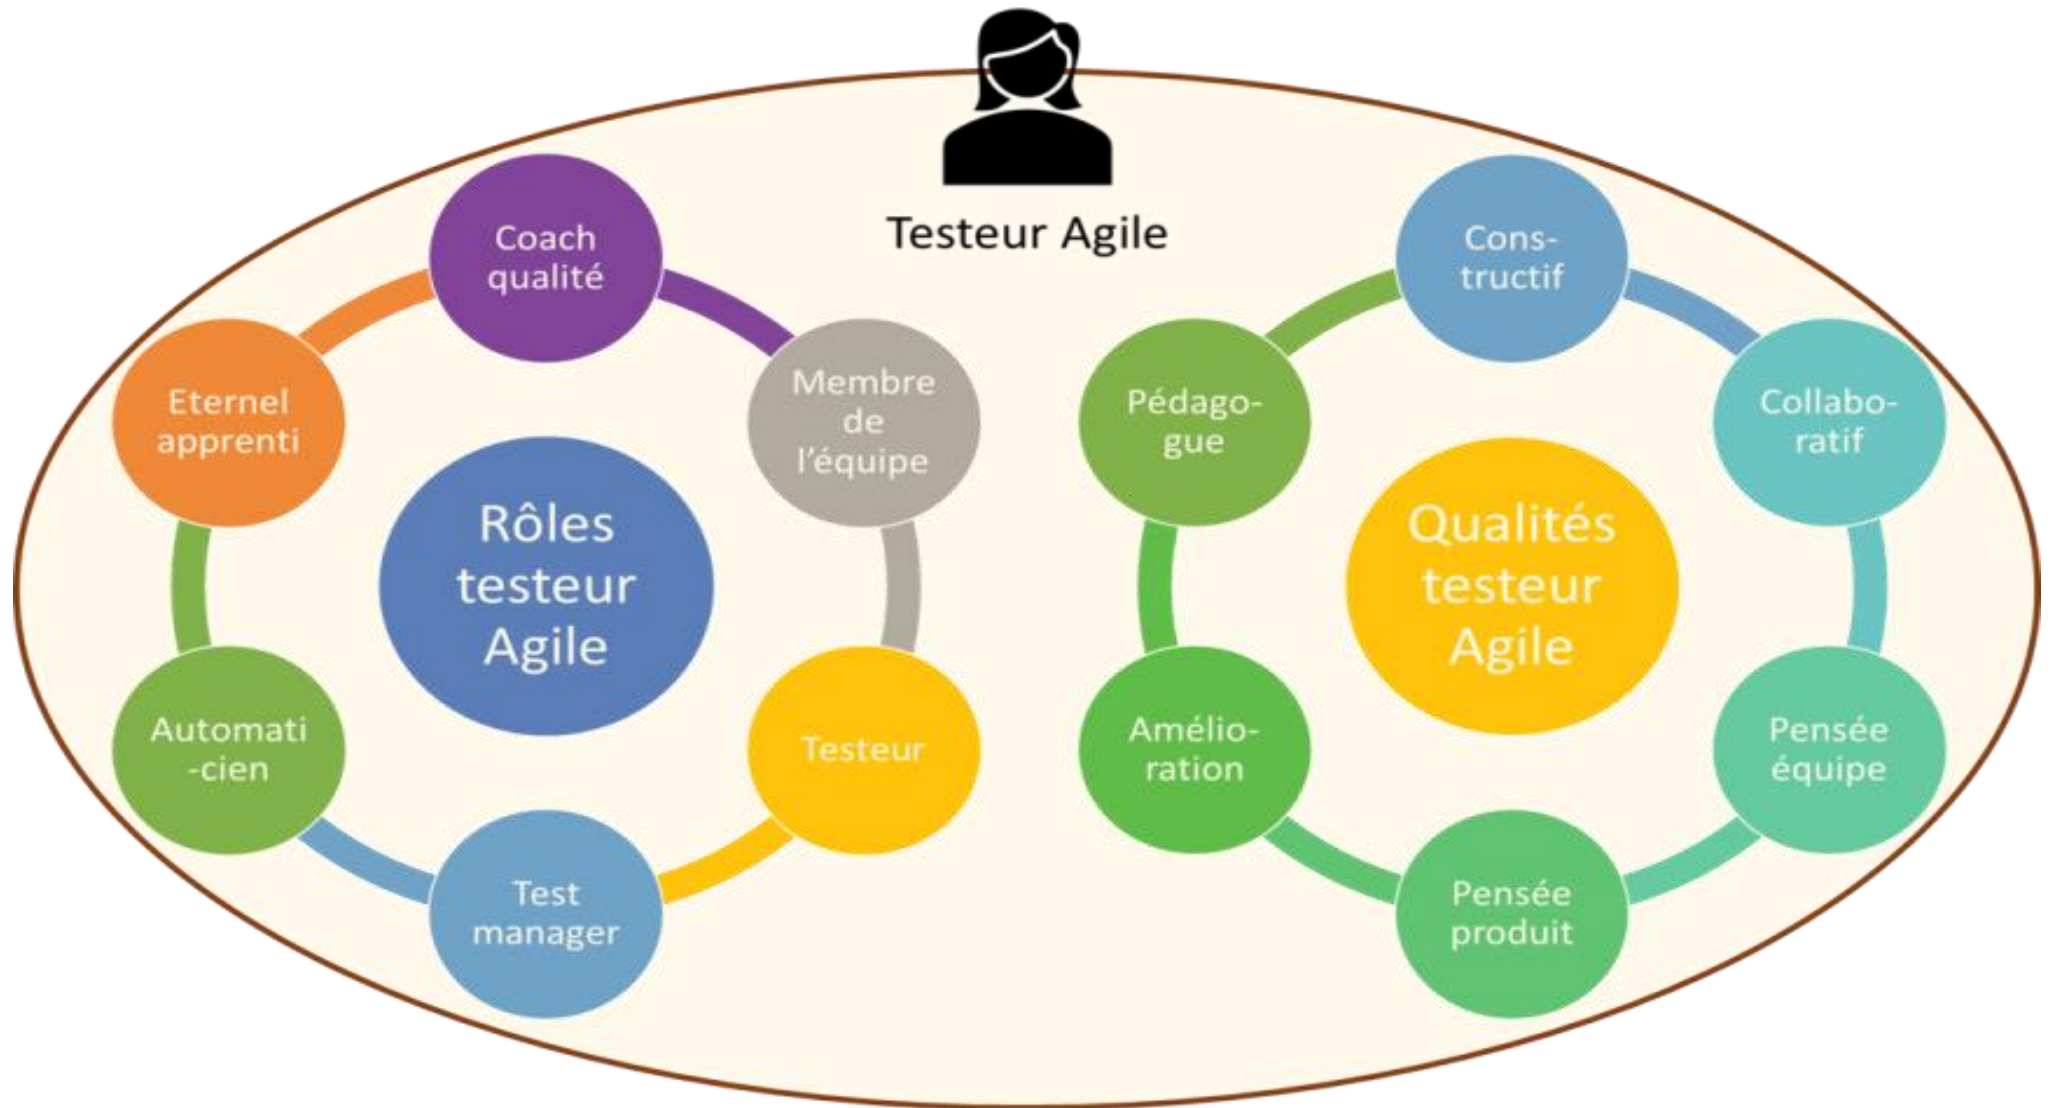 Testeur Agile
Coach
qualité
Membre
de
l'équipe
Testeur
Test
manager
Automati
-cien
Eternel
apprenti
Rôles
testeur
Agile
Cons-
tructif
Collabo-
ratif
Pensée
équipe
Pensée
produit
Amélio-
ration
Pédago-
gue
Qualités
testeur
Agile